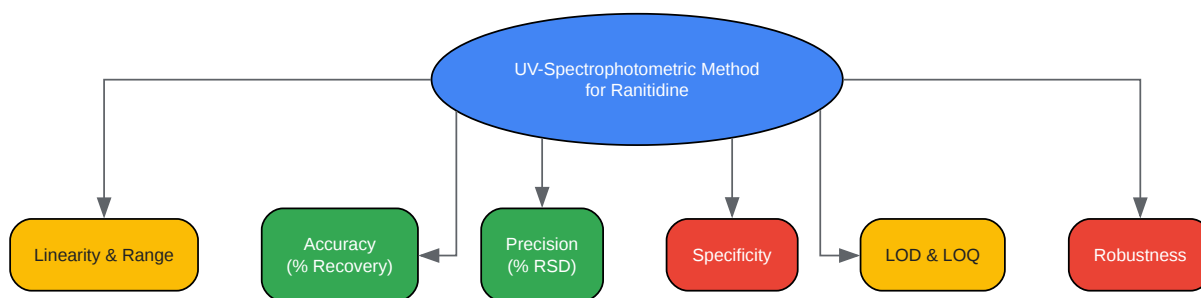 UV-Spectrophotometric Method
for Ranitidine
Linearity & Range
Accuracy
(% Recovery)
Precision
(% RSD)
Specificity
LOD & LOQ
Robustness